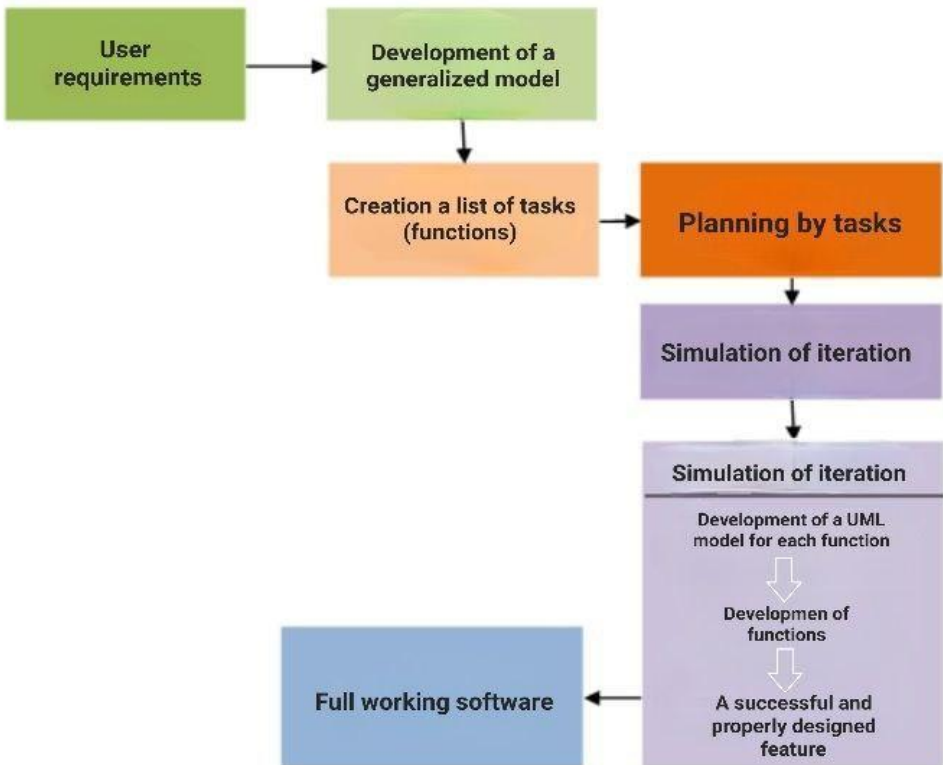 User
requirements
Development of a
generalized model
Creation a list of tasks
(functions)
Planning by tasks
Simulation of iteration
Simulation of iteration
Development of a UML
model for each function
Developmen of
functions
A successful and
properly designed
feature
Full working software